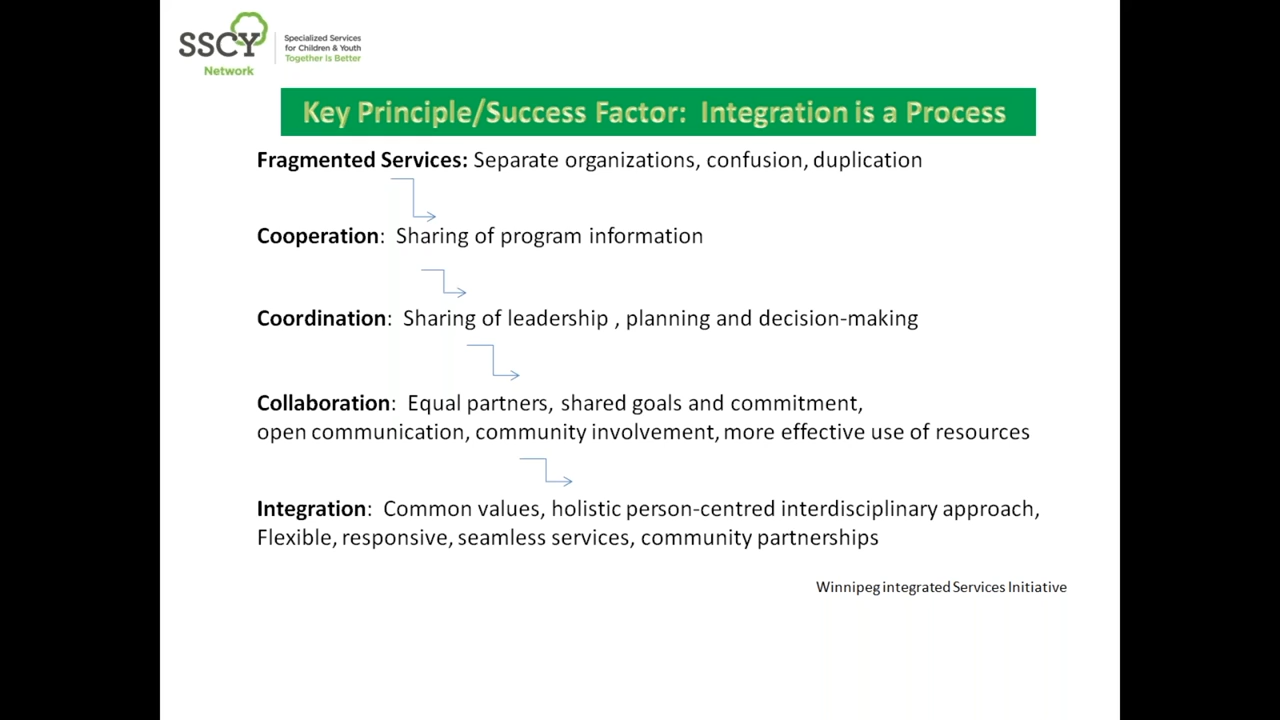 SSCY
Network
Specialized Services
for Children & Youth
Together Is Better
Key Principle/Success Factor:  Integration is a Process
Fragmented Services: Separate organizations, confusion, duplication
Cooperation:  Sharing of program information
Coordination:  Sharing of leadership , planning and decision-making
Collaboration:  Equal partners, shared goals and commitment,
open communication, community involvement, more effective use of resources
Integration:  Common values, holistic person-centred interdisciplinary approach,
Flexible, responsive, seamless services, community partnerships
Winnipeg integrated Services Initiative